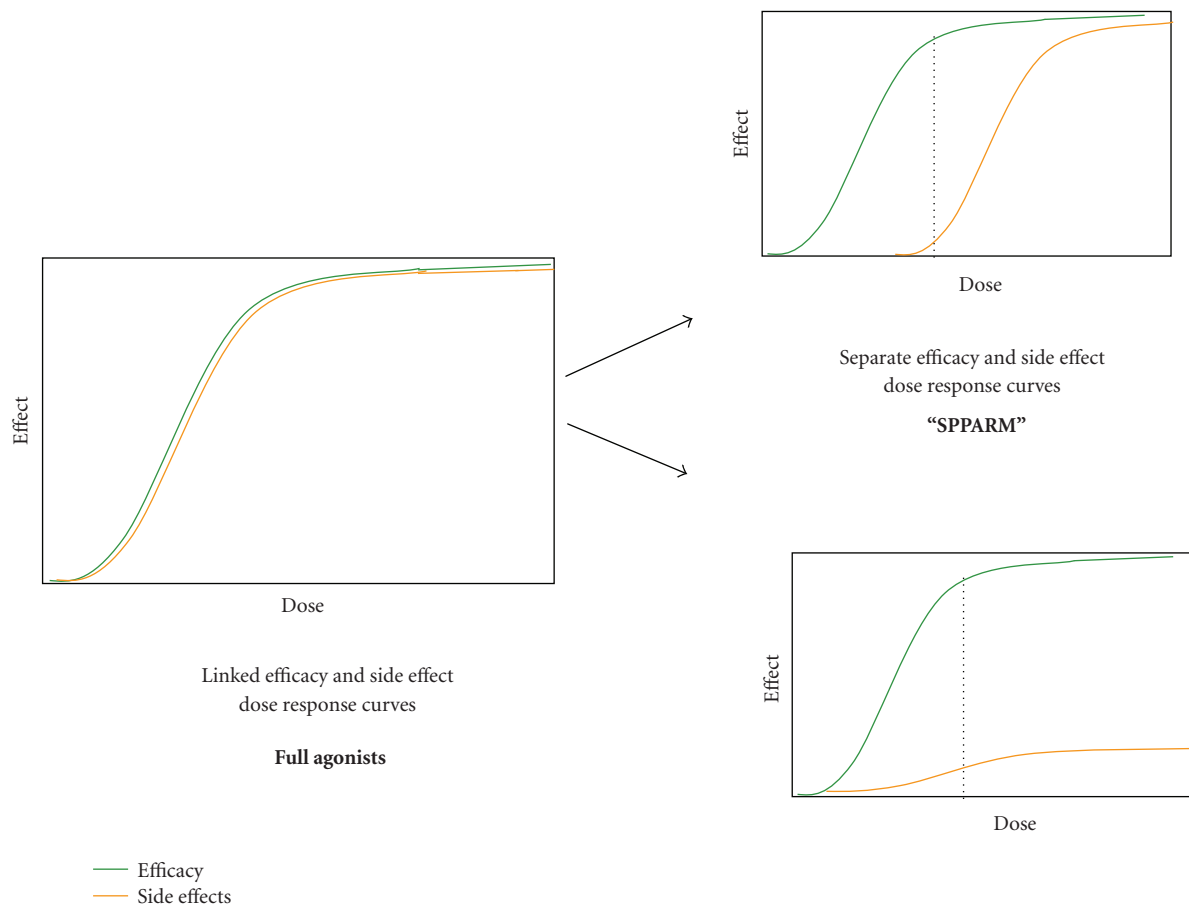 Effect
Dose
Linked efficacy and side effect
dose response curves
Full agonists
Effect
Dose
Separate efficacy and side effect
dose response curves
“SPPARM”
Effect
Dose
Efficacy
Side effects